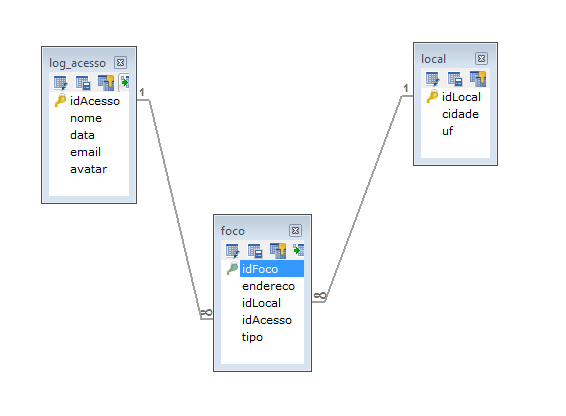 log_acesso
idAcesso
nome
data
email
avatar
1
local
idLocal
cidade
uf
1
foco
idFoco
endereco
idLocal
idAcesso
tipo
∞
∞